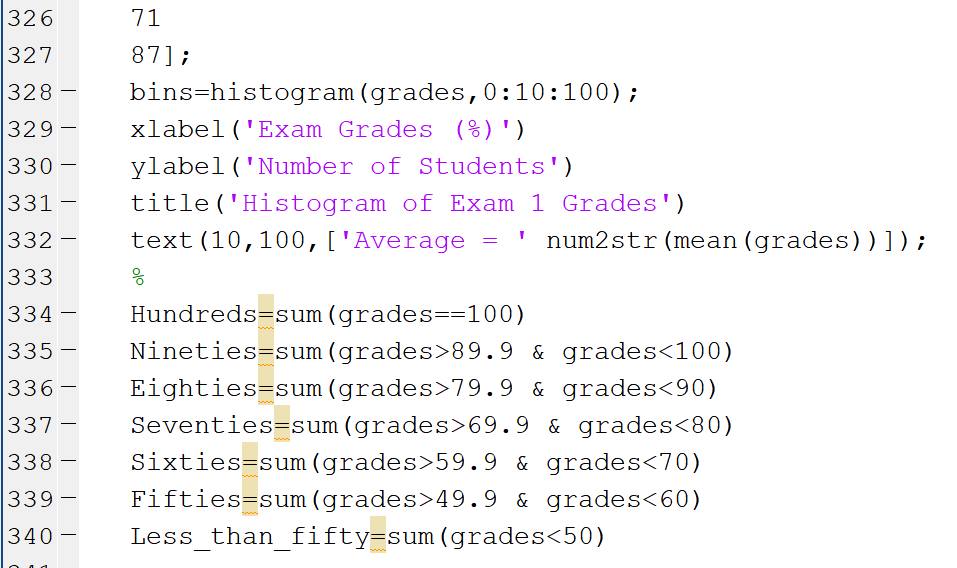 326 71
327 87];
328 – bins=histogram(grades,0:10:100);
329 – xlabel('Exam Grades (%)')
330 – ylabel('Number of Students')
331 – title('Histogram of Exam 1 Grades')
332 – text(10,100,['Average = ' num2str(mean(grades))]);
333 %
334 – Hundreds=sum(grades==100)
335 – Nineties=sum(grades>89.9 & grades<100)
336 – Eighties=sum(grades>79.9 & grades<90)
337 – Seventies=sum(grades>69.9 & grades<80)
338 – Sixties=sum(grades>59.9 & grades<70)
339 – Fifties=sum(grades>49.9 & grades<60)
340 – Less_than_fifty=sum(grades<50)